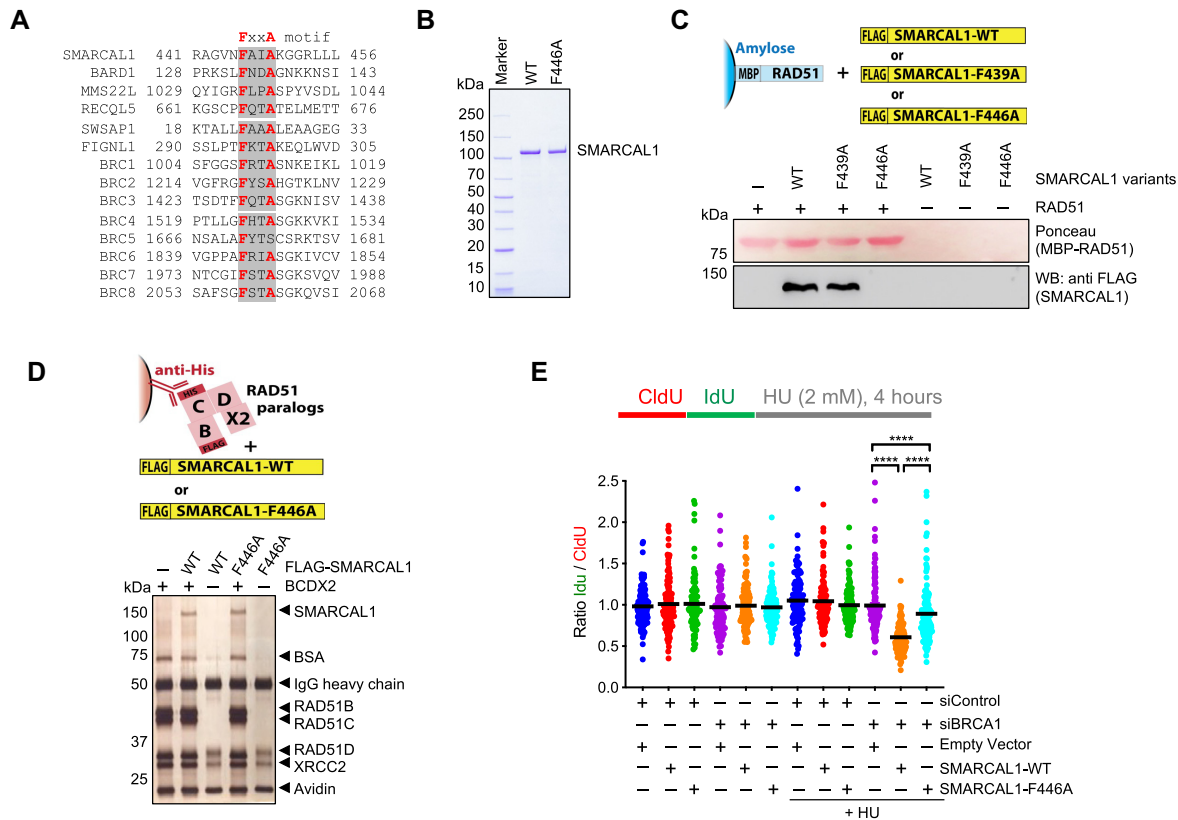 A
FxxA motif
SMARCAL1 441 RAGVNFAIAKGGRLLL 456
BARD1 128 PRKSLFNDAGNKKNSI 143
MMS22L 1029 QYIGRFLPASPYVSDL 1044
RECQL5 661 KGSCPFQTATELMETT 676
SWSAP1 18 KTALLFAAALEAAGEG 33
FIGNL1 290 SSLPTFKTAKEQLWVD 305
BRC1 1004 SFGGSFRTASNKEIKL 1019
BRC2 1214 VGFRGFYSAHGTKLNV 1229
BRC3 1423 TSDTFFQTASGKNISV 1438
BRC4 1519 PTLLGFHTASGKKVKI 1534
BRC5 1666 NSALAFYTSCSRKTSV 1681
BRC6 1839 VGPPAFRIASGKIVCV 1854
BRC7 1973 NTCGIFSTASGKSVQV 1988
BRC8 2053 SAFSGFSTASGKQVSI 2068
B
Marker WT F446A
kDa
250
150
100
70
50
40
30
20
15
10
SMARCAL1
C
Amylose
MBP RAD51 +
FLAG SMARCAL1-WT
or
FLAG SMARCAL1-F439A
or
FLAG SMARCAL1-F446A
– WT F439A F446A WT F439A F446A SMARCAL1 variants
+ + + + – – – RAD51
kDa
75
Ponceau
(MBP-RAD51)
150
WB: anti FLAG
(SMARCAL1)
D
anti-His
HIS
C D
B X2
FLAG
RAD51
paralogs
+
FLAG SMARCAL1-WT
or
FLAG SMARCAL1-F446A
– WT WT F446A F446A FLAG-SMARCAL1
kDa + + – + – BCDX2
150
100
75
50
37
25
SMARCAL1
BSA
IgG heavy chain
RAD51B
RAD51C
RAD51D
XRCC2
Avidin
E
CldU IdU HU (2 mM), 4 hours
**** 
**** ****
Ratio Idu / CldU
2.5
2.0
1.5
1.0
0.5
0.0
+ + + – – – + + + – – – siControl
– – – + + + – – – + + + siBRCA1
+ – – + – – + – – + – – Empty Vector
– + – – + – – + – – + – SMARCAL1-WT
– – + – – + – – + – – + SMARCAL1-F446A
+ HU